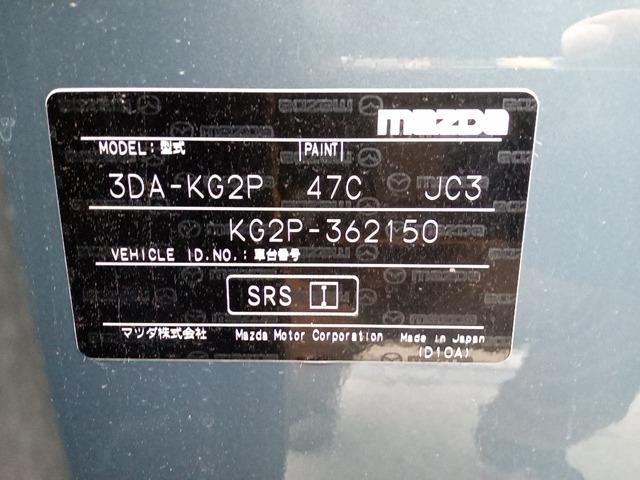 mazda
MODEL: 型式 PAINT
3DA-KG2P 47C JC3
KG2P-362150
VEHICLE ID.NO.: 車台番号
SRS I
マツダ株式会社 Mazda Motor Corporation Made in Japan
(D10A)